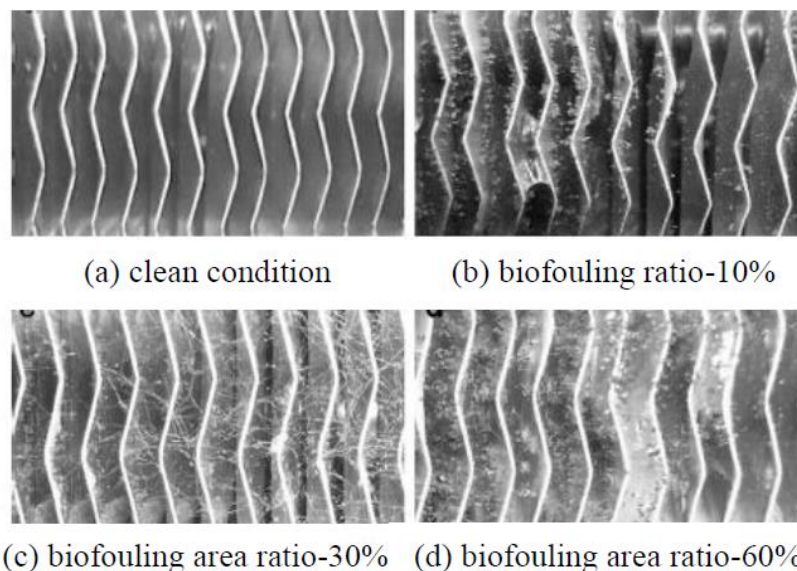 (a) clean condition
(b) biofouling ratio-10%
(c) biofouling area ratio-30%
(d) biofouling area ratio-60%